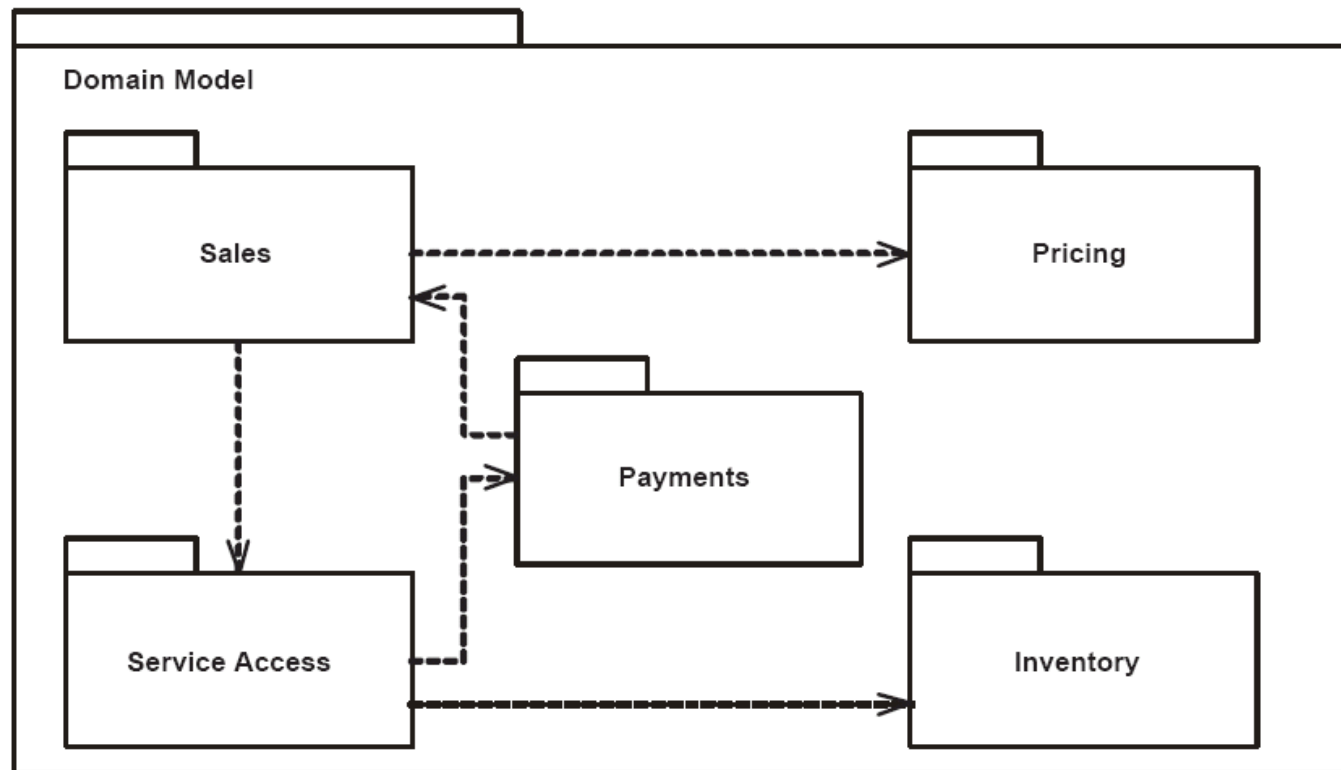 Domain Model
Sales
Pricing
Payments
Service Access
Inventory